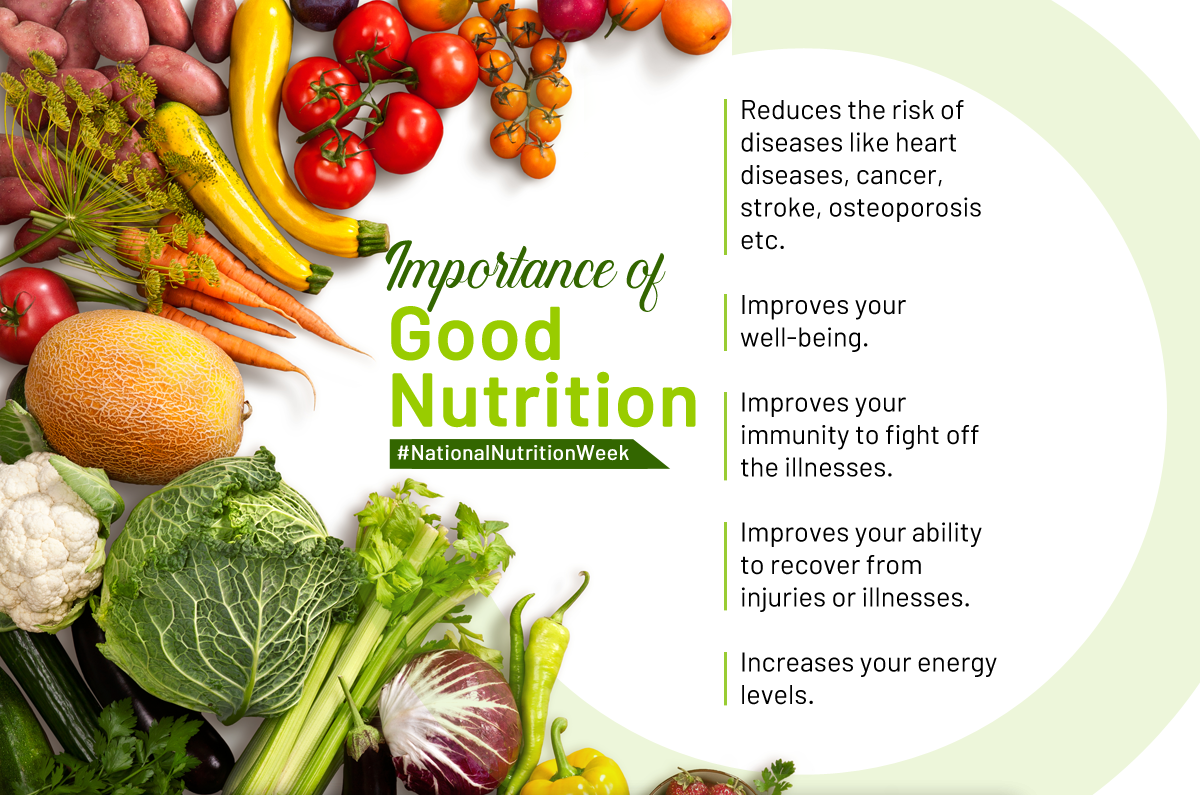 Importance of
Good
Nutrition
#NationalNutritionWeek
Reduces the risk of
diseases like heart
diseases, cancer,
stroke, osteoporosis
etc.
Improves your
well-being.
Improves your
immunity to fight off
the illnesses.
Improves your ability
to recover from
injuries or illnesses.
Increases your energy
levels.